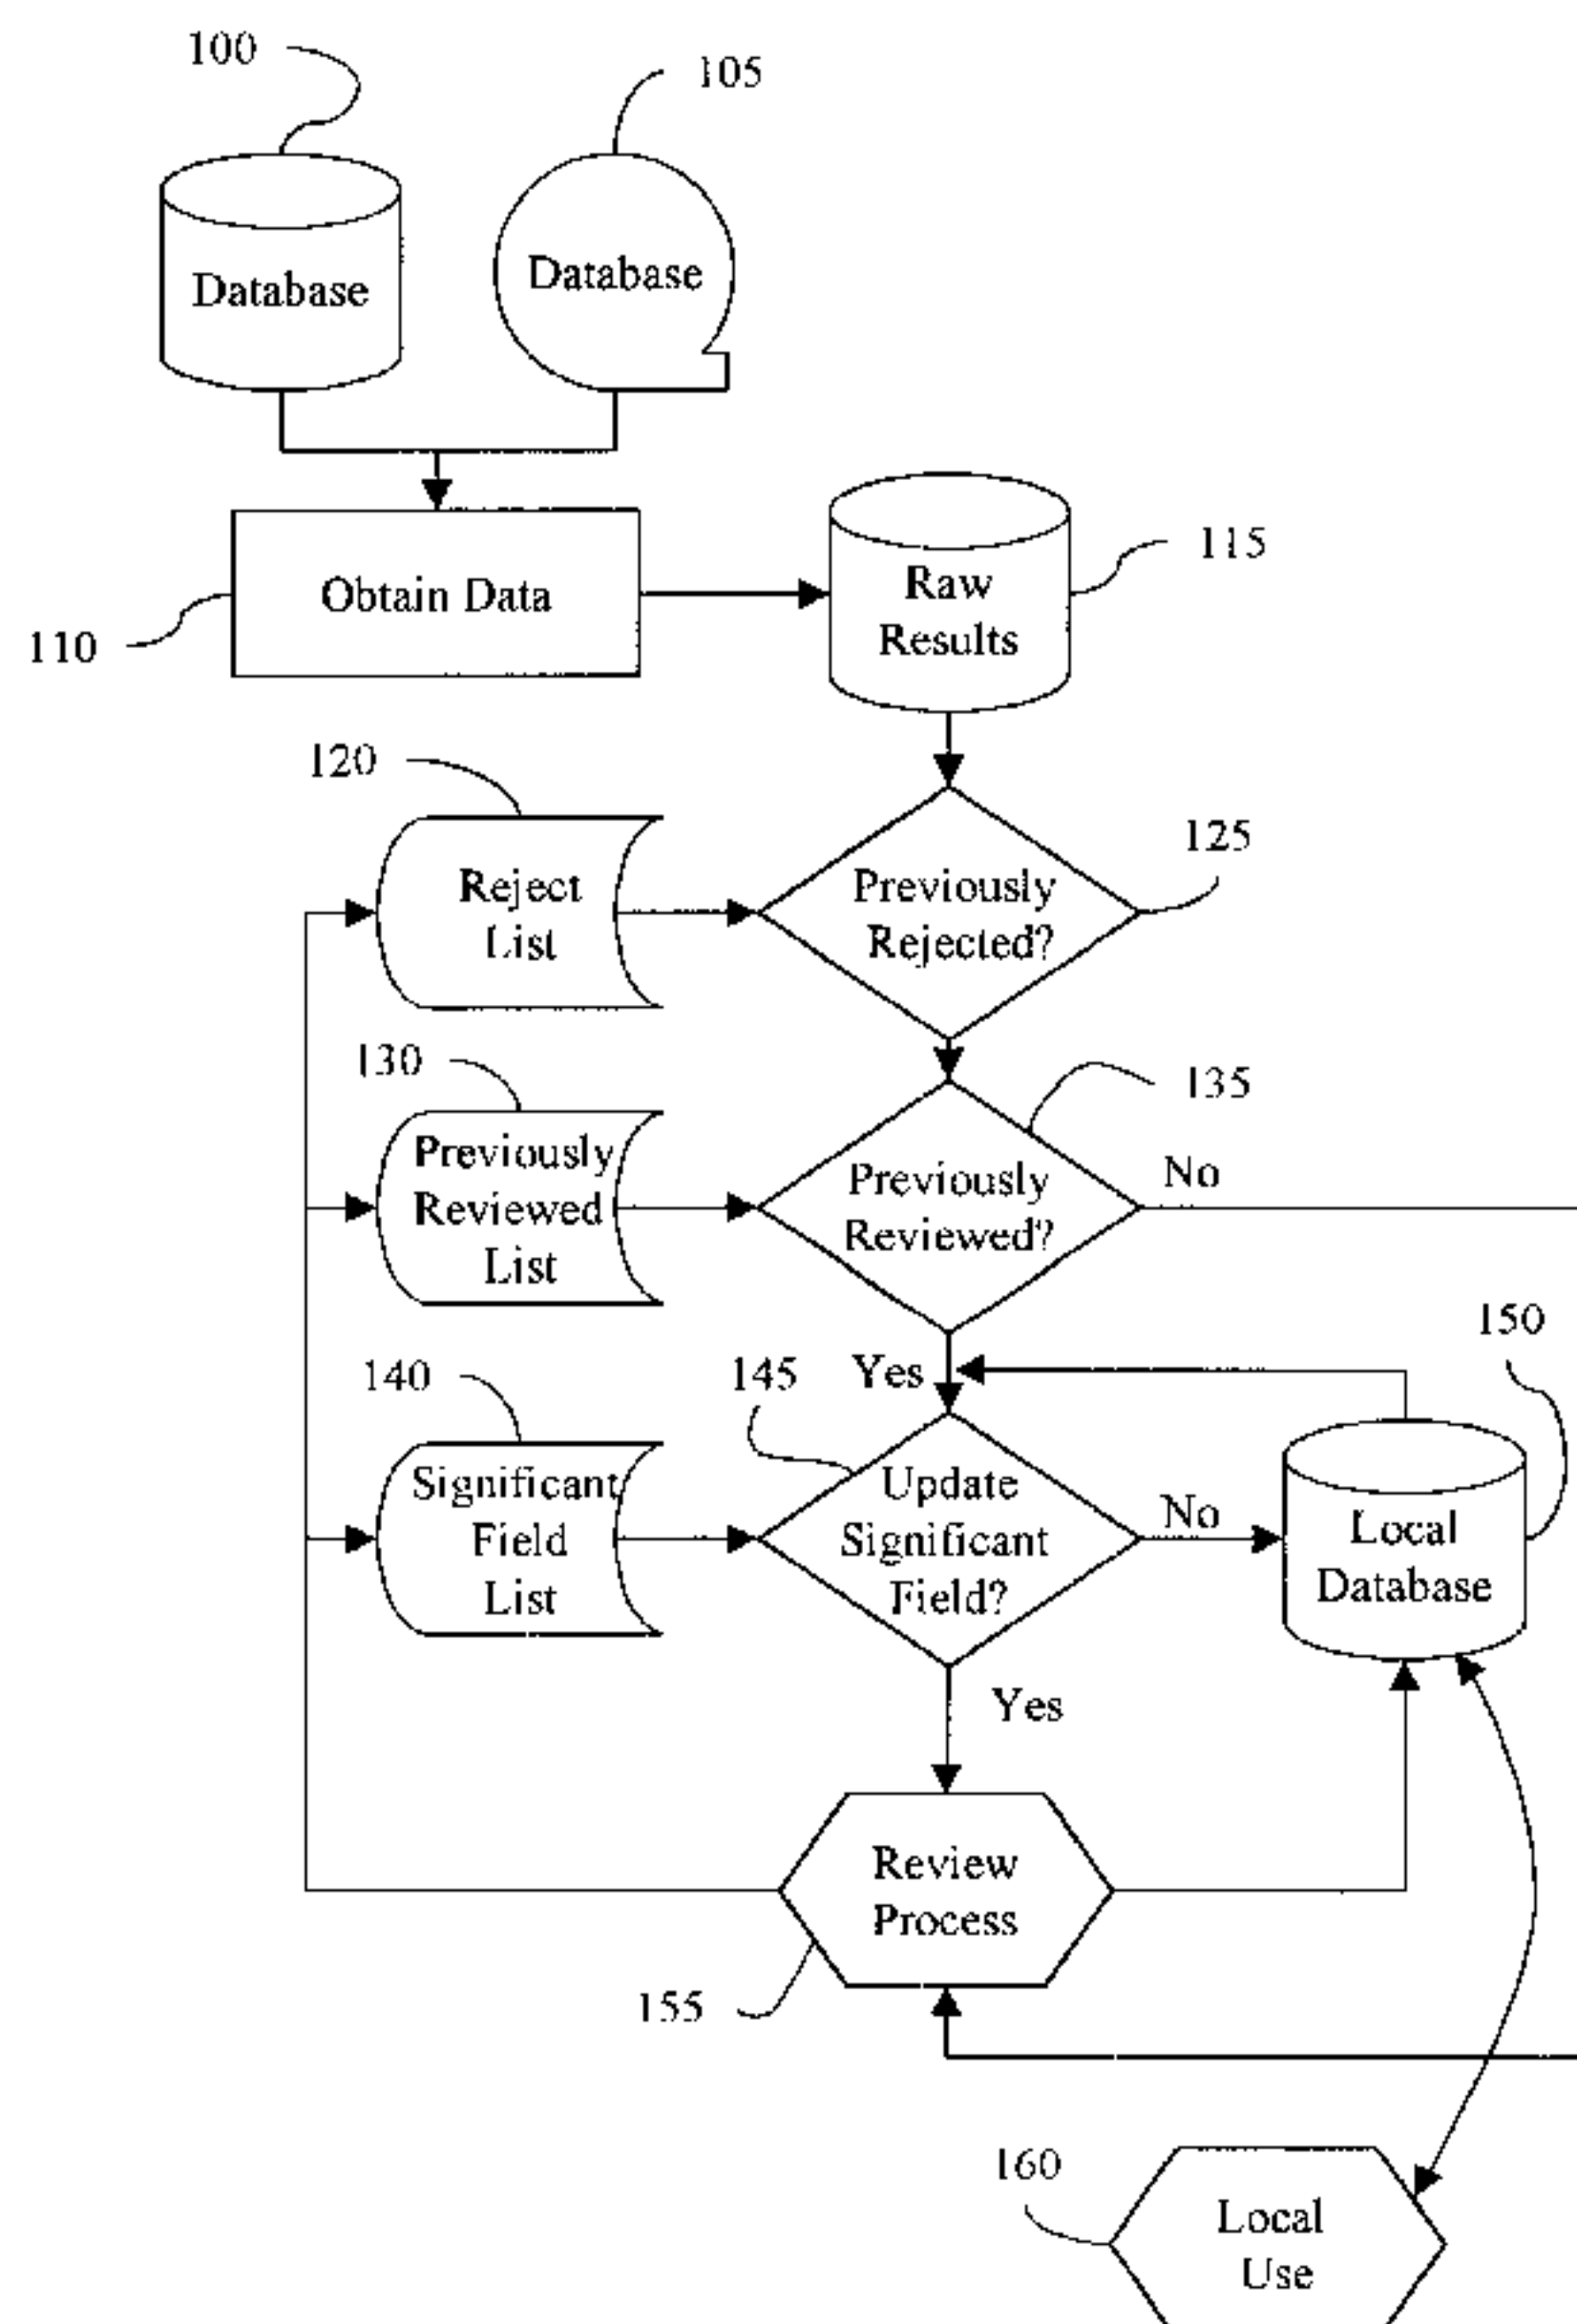 100
105
Database
Database
110
Obtain Data
Raw
Results
115
120
Reject
List
Previously
Rejected?
125
130
Previously
Reviewed
List
Previously
Reviewed?
135
No
Yes
140
Significant
Field
List
145
Update
Significant
Field?
No
150
Local
Database
Yes
Review
Process
155
160
Local
Use